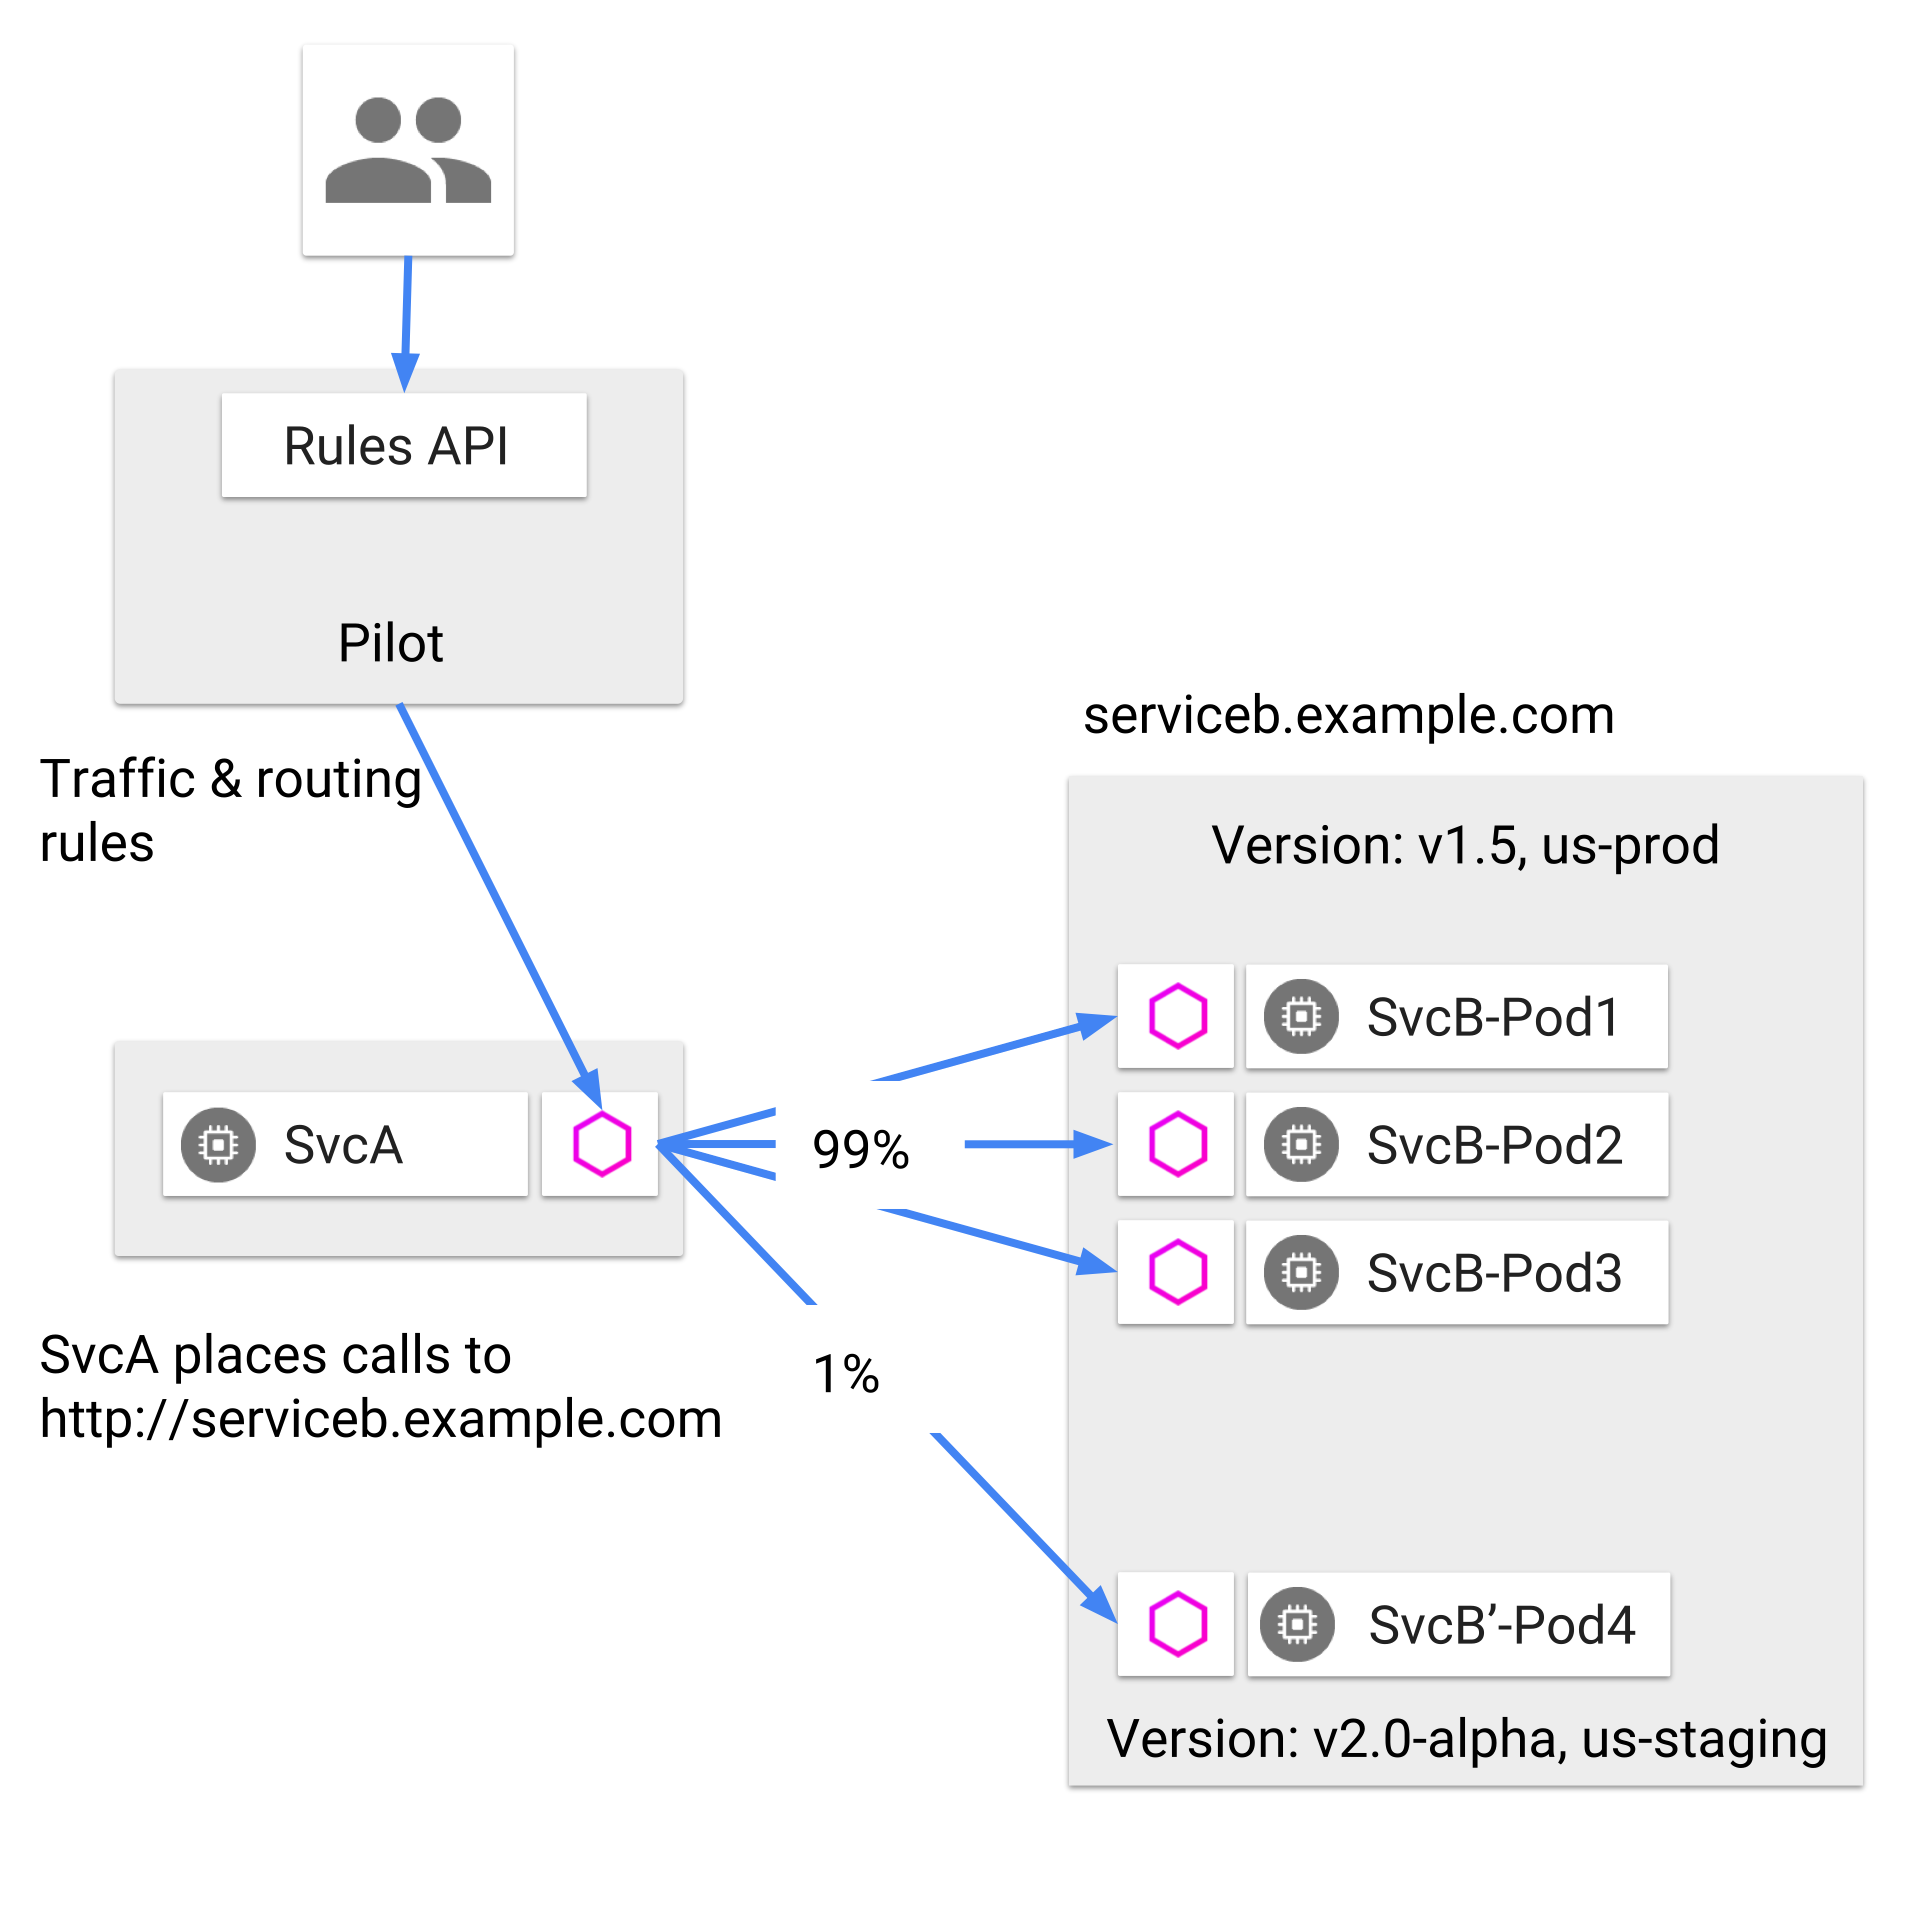 Rules API
Pilot
Traffic & routing
rules
serviceb.example.com
Version: v1.5, us-prod
SvcB-Pod1
SvcA
99%
SvcB-Pod2
SvcB-Pod3
SvcA places calls to
http://serviceb.example.com
1%
SvcB’-Pod4
Version: v2.0-alpha, us-staging